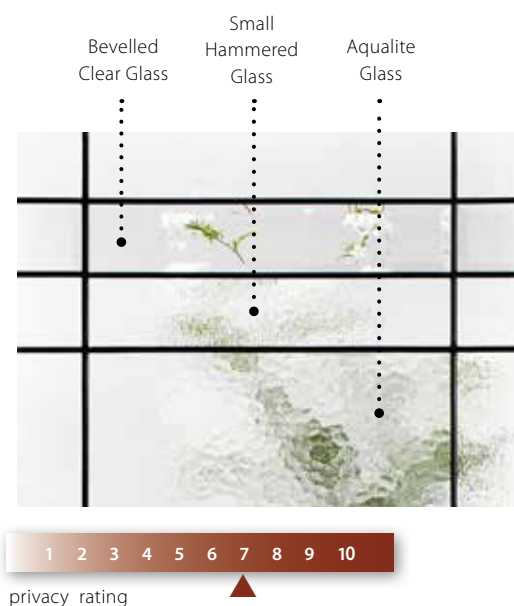 Bevelled
Clear Glass
Small
Hammered
Glass
Aqualite
Glass
1 2 3 4 5 6 7 8 9 10
privacy rating